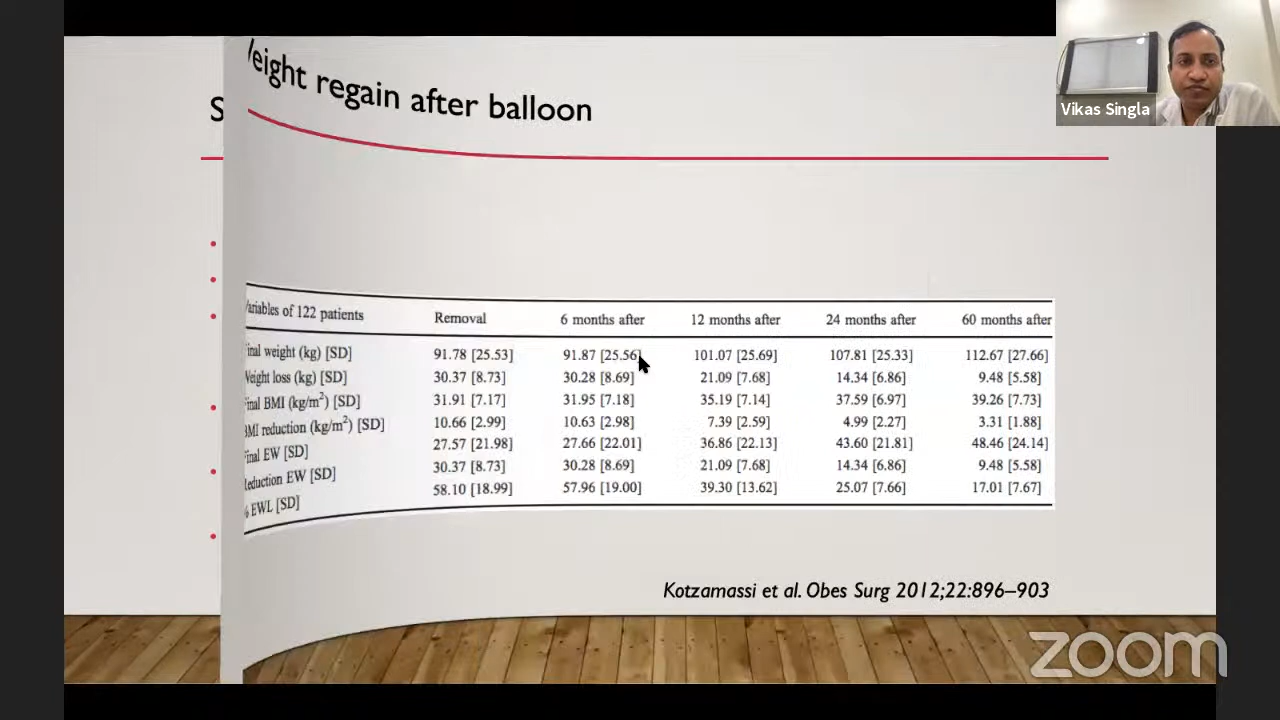 Vikas Singla
S
eight regain after balloon
ariables of 122 patients Removal 6 months after 12 months after 24 months after 60 months after
inal weight (kg) [SD] 91.78 [25.53] 91.87 [25.56] 101.07 [25.69] 107.81 [25.33] 112.67 [27.66]
Weight loss (kg) [SD] 30.37 [8.73] 30.28 [8.69] 21.09 [7.68] 14.34 [6.86] 9.48 [5.58]
inal BMI (kg/m²) [SD] 31.91 [7.17] 31.95 [7.18] 35.19 [7.14] 37.59 [6.97] 39.26 [7.73]
BMI reduction (kg/m²) [SD] 10.66 [2.99] 10.63 [2.98] 7.39 [2.59] 4.99 [2.27] 3.31 [1.88]
inal EW [SD] 27.57 [21.98] 27.66 [22.01] 36.86 [22.13] 43.60 [21.81] 48.46 [24.14]
eduction EW [SD] 30.37 [8.73] 30.28 [8.69] 21.09 [7.68] 14.34 [6.86] 9.48 [5.58]
% EWL [SD] 58.10 [18.99] 57.96 [19.00] 39.30 [13.62] 25.07 [7.66] 17.01 [7.67]
Kotzamassi et al. Obes Surg 2012;22:896–903
zoom